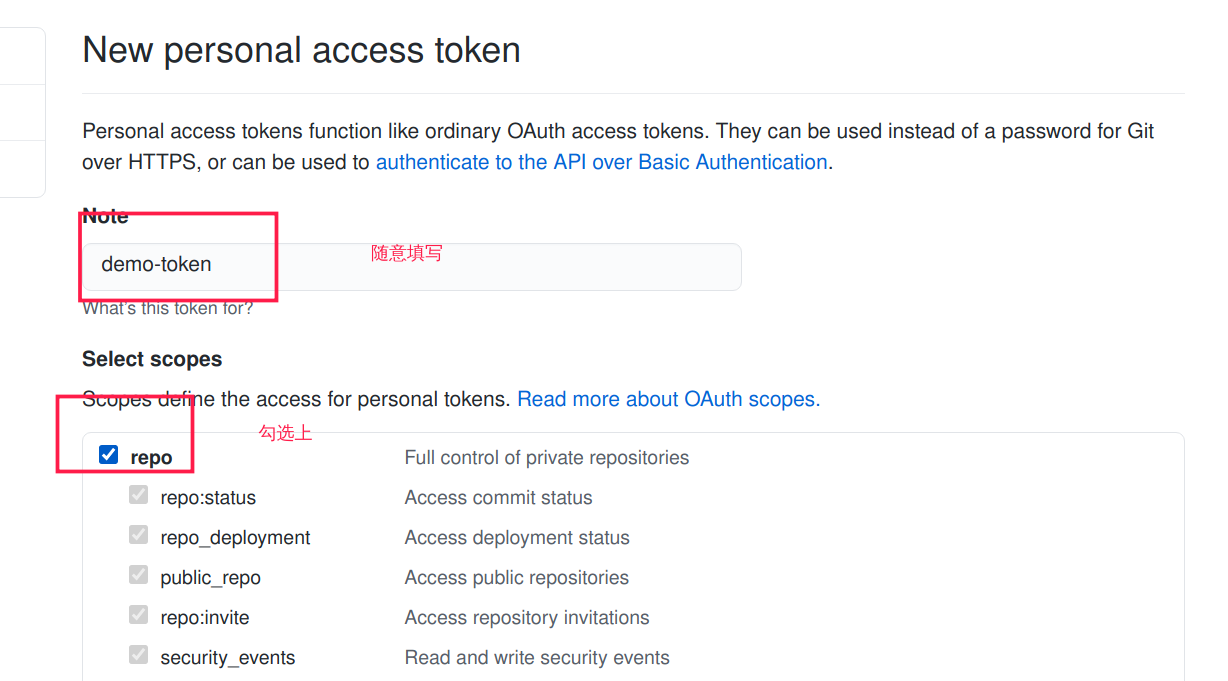 New personal access token
Personal access tokens function like ordinary OAuth access tokens. They can be used instead of a password for Git
over HTTPS, or can be used to authenticate to the API over Basic Authentication.
Note
demo-token
随意填写
What's this token for?
Select scopes
Scopes define the access for personal tokens. Read more about OAuth scopes.
勾选上
repo Full control of private repositories
repo:status Access commit status
repo_deployment Access deployment status
public_repo Access public repositories
repo:invite Access repository invitations
security_events Read and write security events